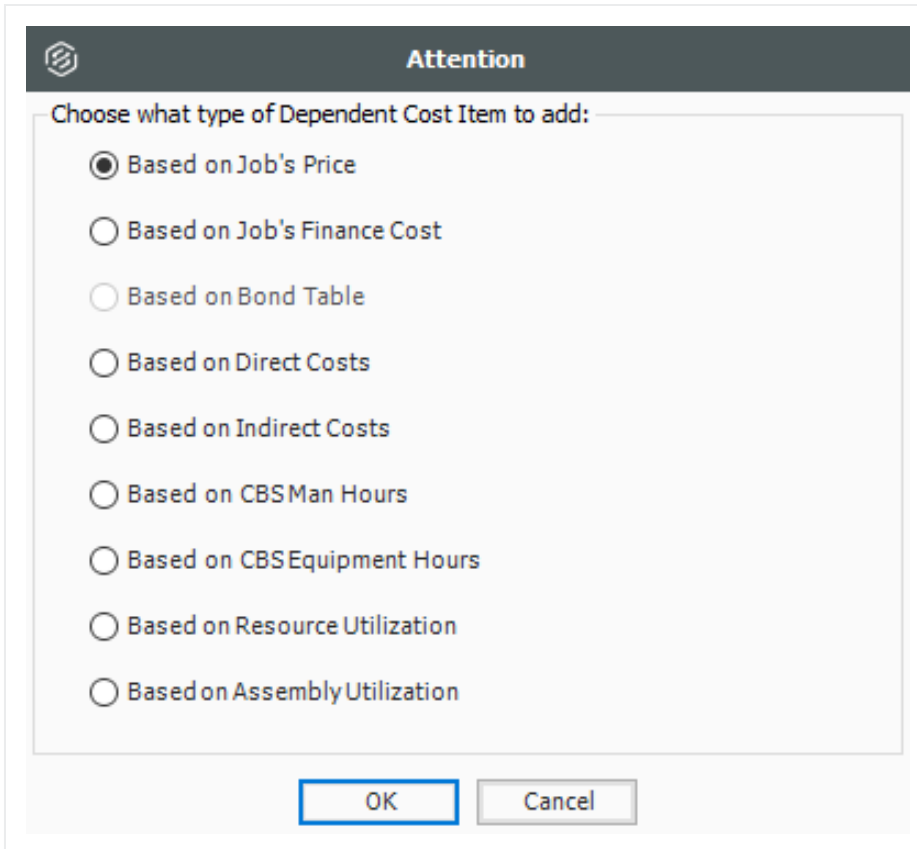 Attention
Choose what type of Dependent Cost Item to add:
Based on Job's Price
Based on Job's Finance Cost
Based on Bond Table
Based on Direct Costs
Based on Indirect Costs
Based on CBS Man Hours
Based on CBS Equipment Hours
Based on Resource Utilization
Based on Assembly Utilization
OK
Cancel